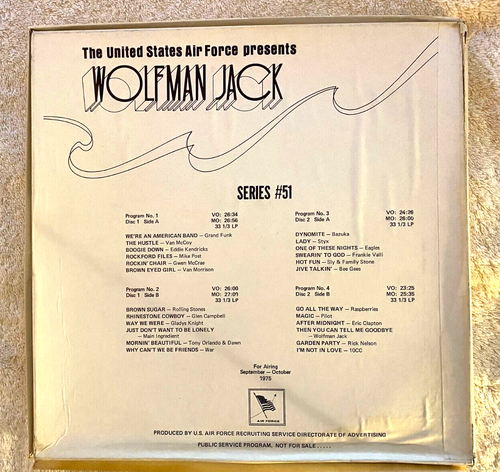 The United States Air Force presents
WOLFMAN JACK
SERIES #51
Program No. 1 VO: 26:34
Disc 1 Side A MO: 26:56
33 1/3 LP
WE'RE AN AMERICAN BAND — Grand Funk
THE HUSTLE — Van McCoy
BOOGIE DOWN — Eddie Kendricks
ROCKFORD FILES — Mike Post
ROCKIN' CHAIR — Gwen McCrae
BROWN EYED GIRL — Van Morrison
Program No. 2 VO: 26:00
Disc 1 Side B MO: 27:01
33 1/3 LP
BROWN SUGAR — Rolling Stones
RHINESTONE COWBOY — Glen Campbell
WAY WE WERE — Gladys Knight
JUST DON'T WANT TO BE LONELY
— Main Ingredient
MORNIN' BEAUTIFUL — Tony Orlando & Dawn
WHY CAN'T WE BE FRIENDS — War
Program No. 3 VO: 24:26
Disc 2 Side A MO: 26:00
33 1/3 LP
DYNOMITE — Bazuka
LADY — Styx
ONE OF THESE NIGHTS — Eagles
SWEARIN' TO GOD — Frankie Valli
HOT FUN — Sly & Family Stone
JIVE TALKIN' — Bee Gees
Program No. 4 VO: 23:25
Disc 2 Side B MO: 25:35
33 1/3 LP
GO ALL THE WAY — Raspberries
MAGIC — Pilot
AFTER MIDNIGHT — Eric Clapton
THEN YOU CAN TELL ME GOODBYE
— Wolfman Jack
GARDEN PARTY — Rick Nelson
I'M NOT IN LOVE — 10CC
For Airing
September — October
1975
AIR FORCE
PRODUCED BY U.S. AIR FORCE RECRUITING SERVICE DIRECTORATE OF ADVERTISING
PUBLIC SERVICE PROGRAM, NOT FOR SALE.....